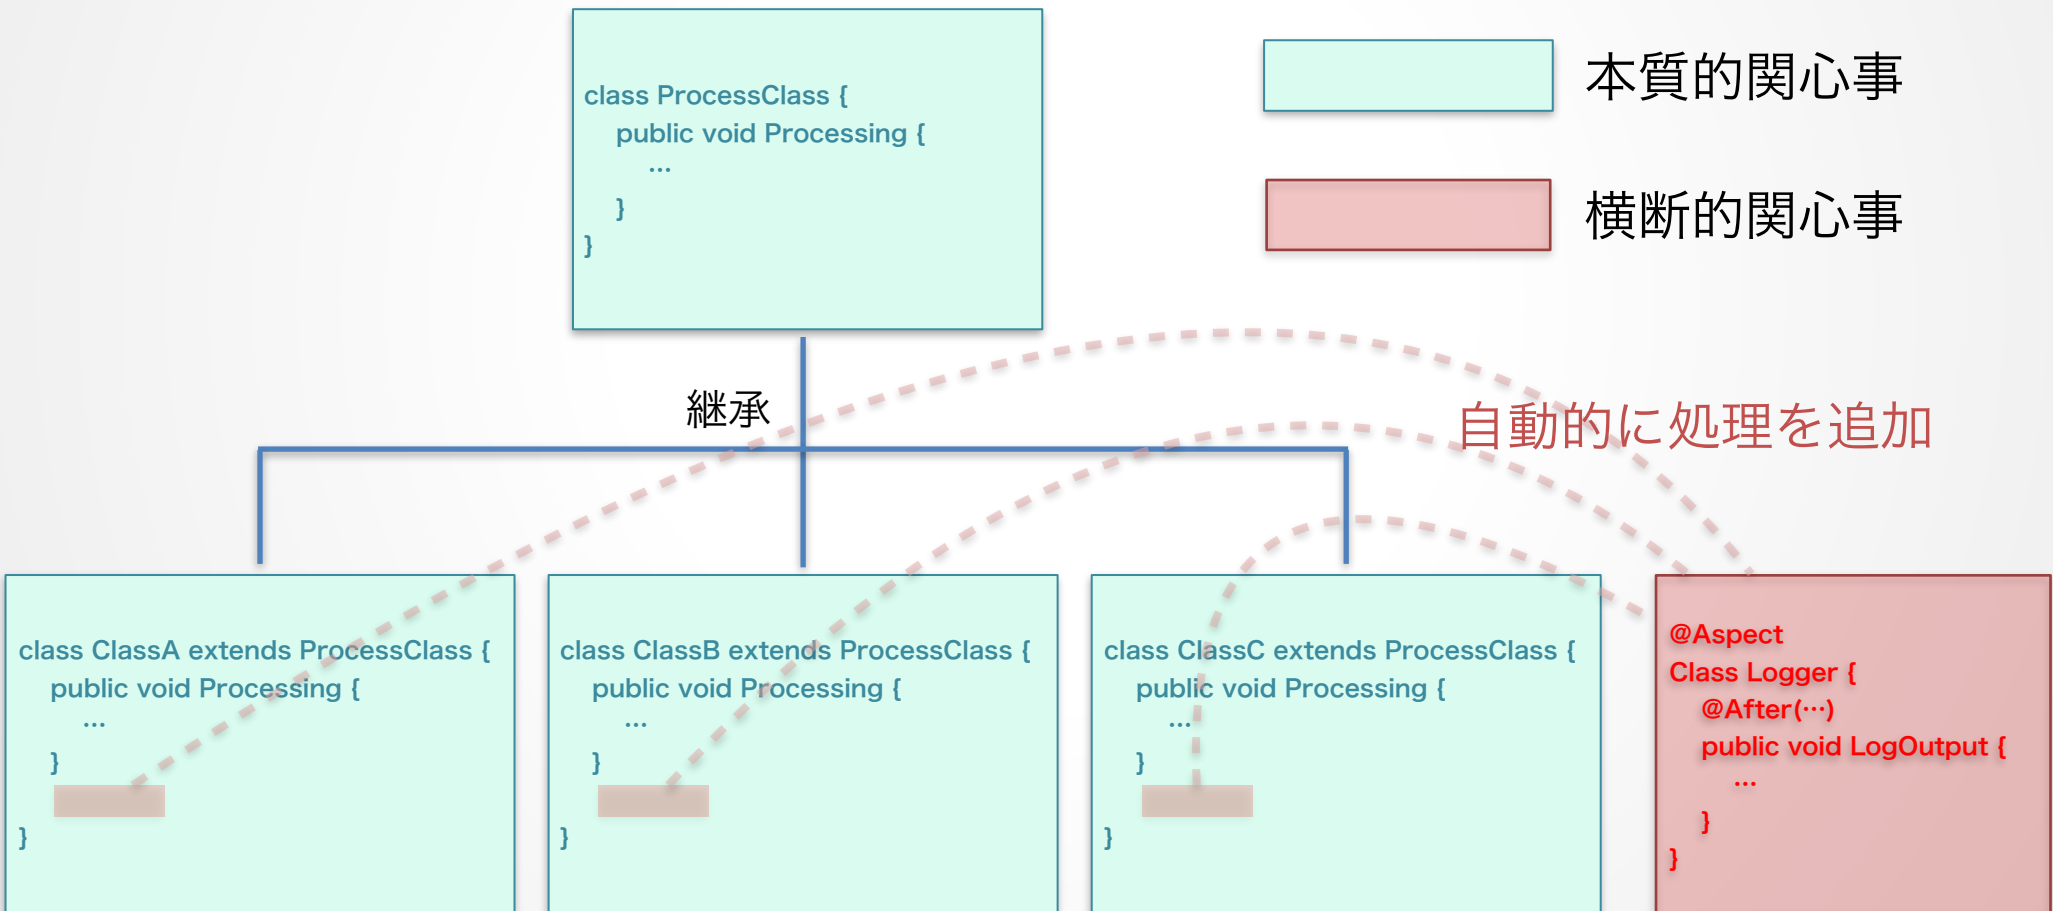 class ProcessClass {
public void Processing {
…
}
}
本質的関心事
横断的関心事
継承
自動的に処理を追加
class ClassA extends ProcessClass {
public void Processing {
…
}
}
class ClassB extends ProcessClass {
public void Processing {
…
}
}
class ClassC extends ProcessClass {
public void Processing {
…
}
}
@Aspect
Class Logger {
@After(…)
public void LogOutput {
…
}
}